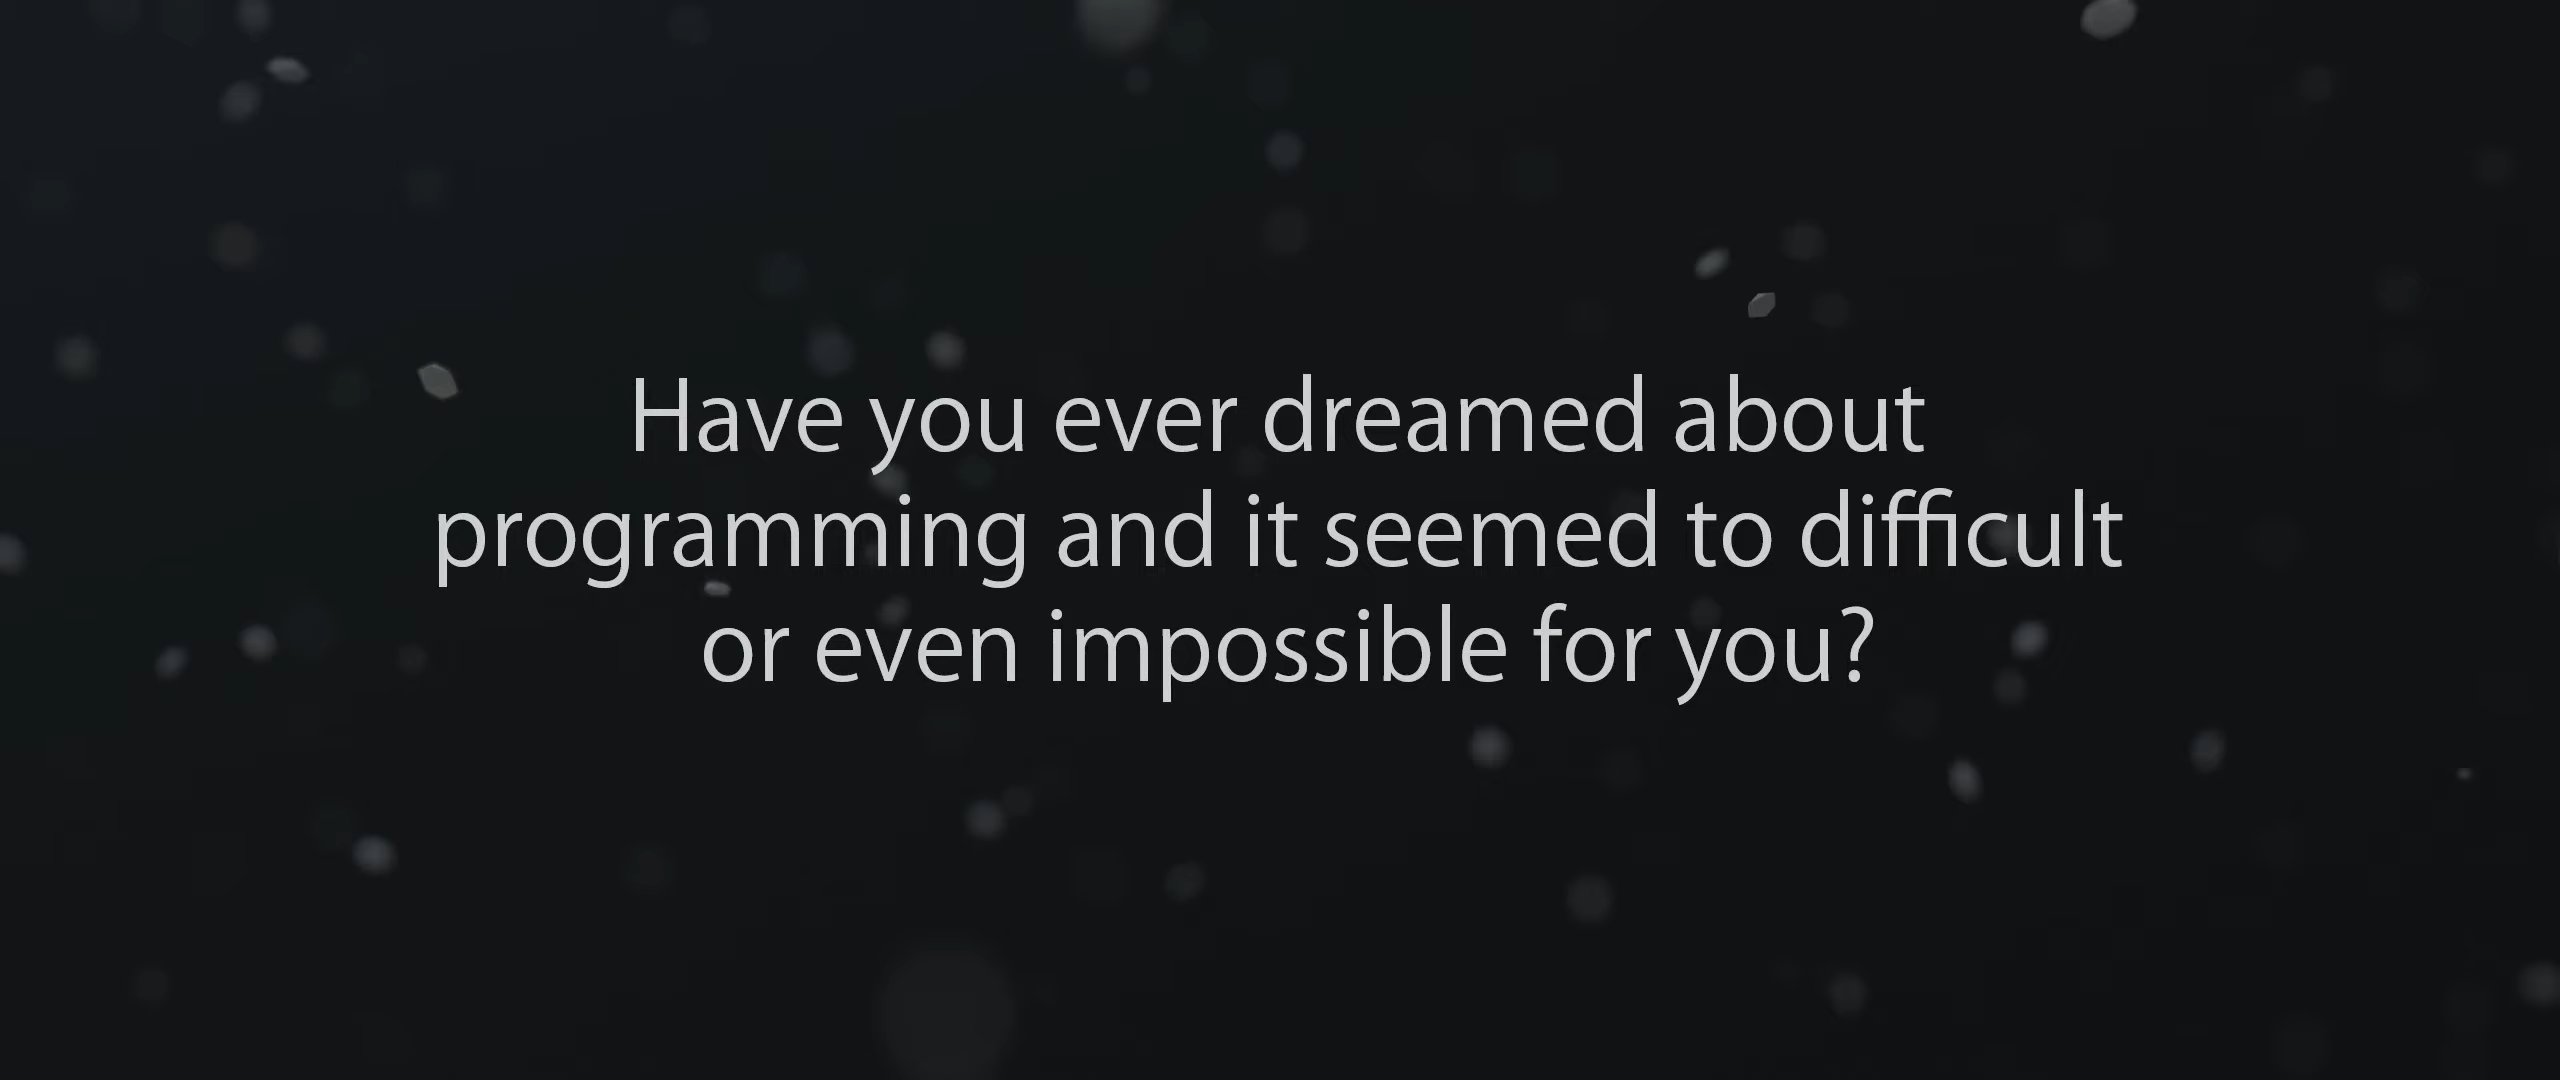 Have you ever dreamed about
programming and it seemed to difficult
or even impossible for you?